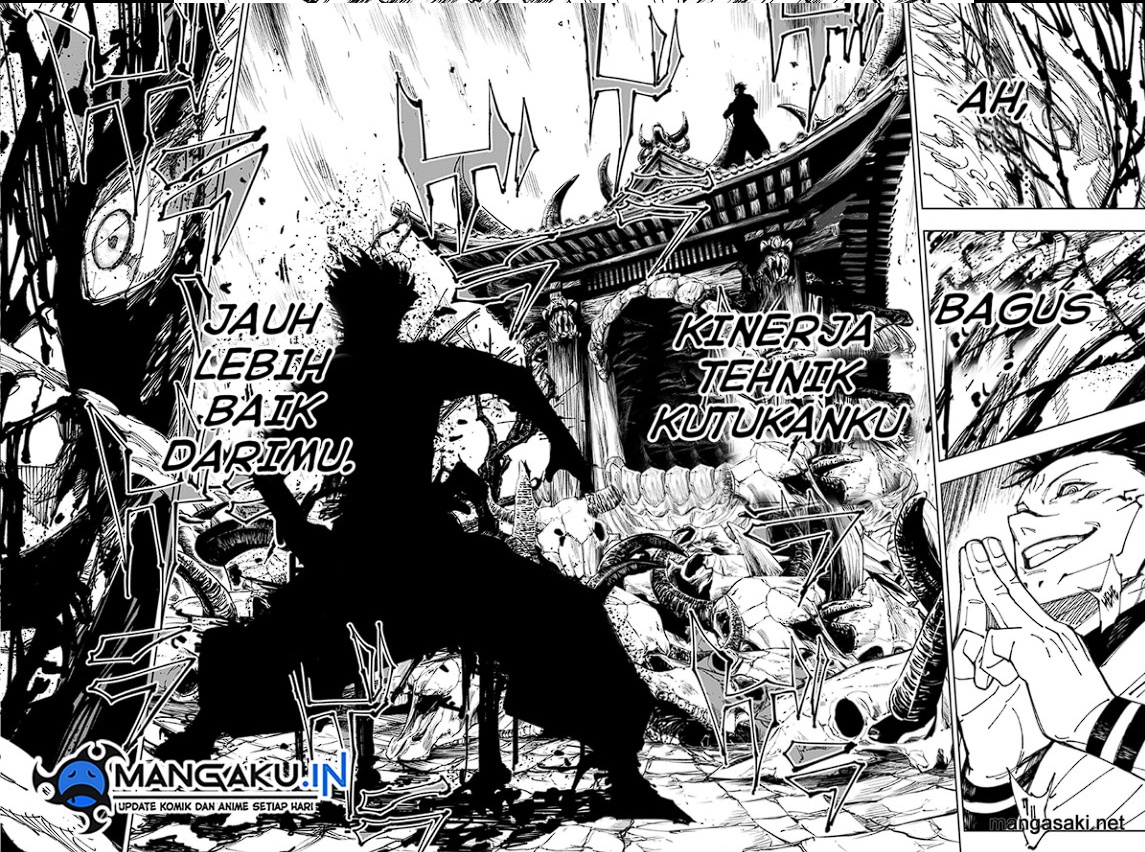 AH,
BAGUS
KINERJA
TEHNIK
KUTUKANKU
JAUH
LEBIH
BAIK
DARIMU.
MANGAKU.IN
UPDATE KOMIK DAN ANIME SETIAP HARI
mangasaki.net